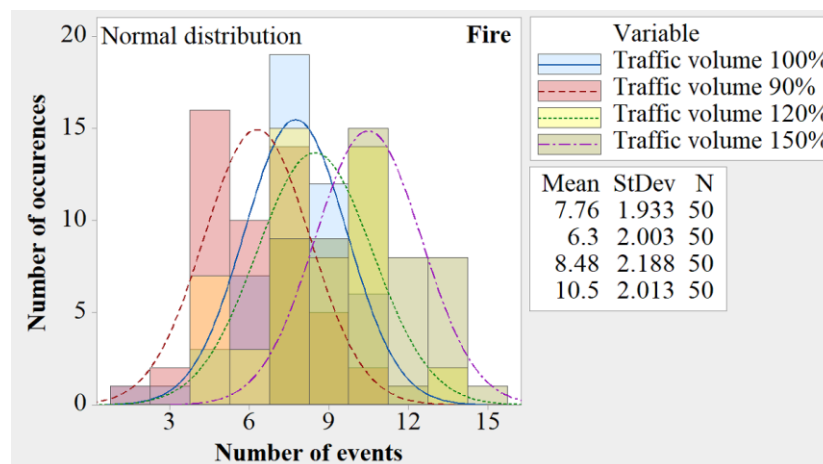 Normal distribution Fire
20
15
10
5
0
3 6 9 12 15
Number of occurences
Number of events
Variable
Traffic volume 100%
Traffic volume 90%
Traffic volume 120%
Traffic volume 150%
Mean StDev N
7.76 1.933 50
6.3 2.003 50
8.48 2.188 50
10.5 2.013 50